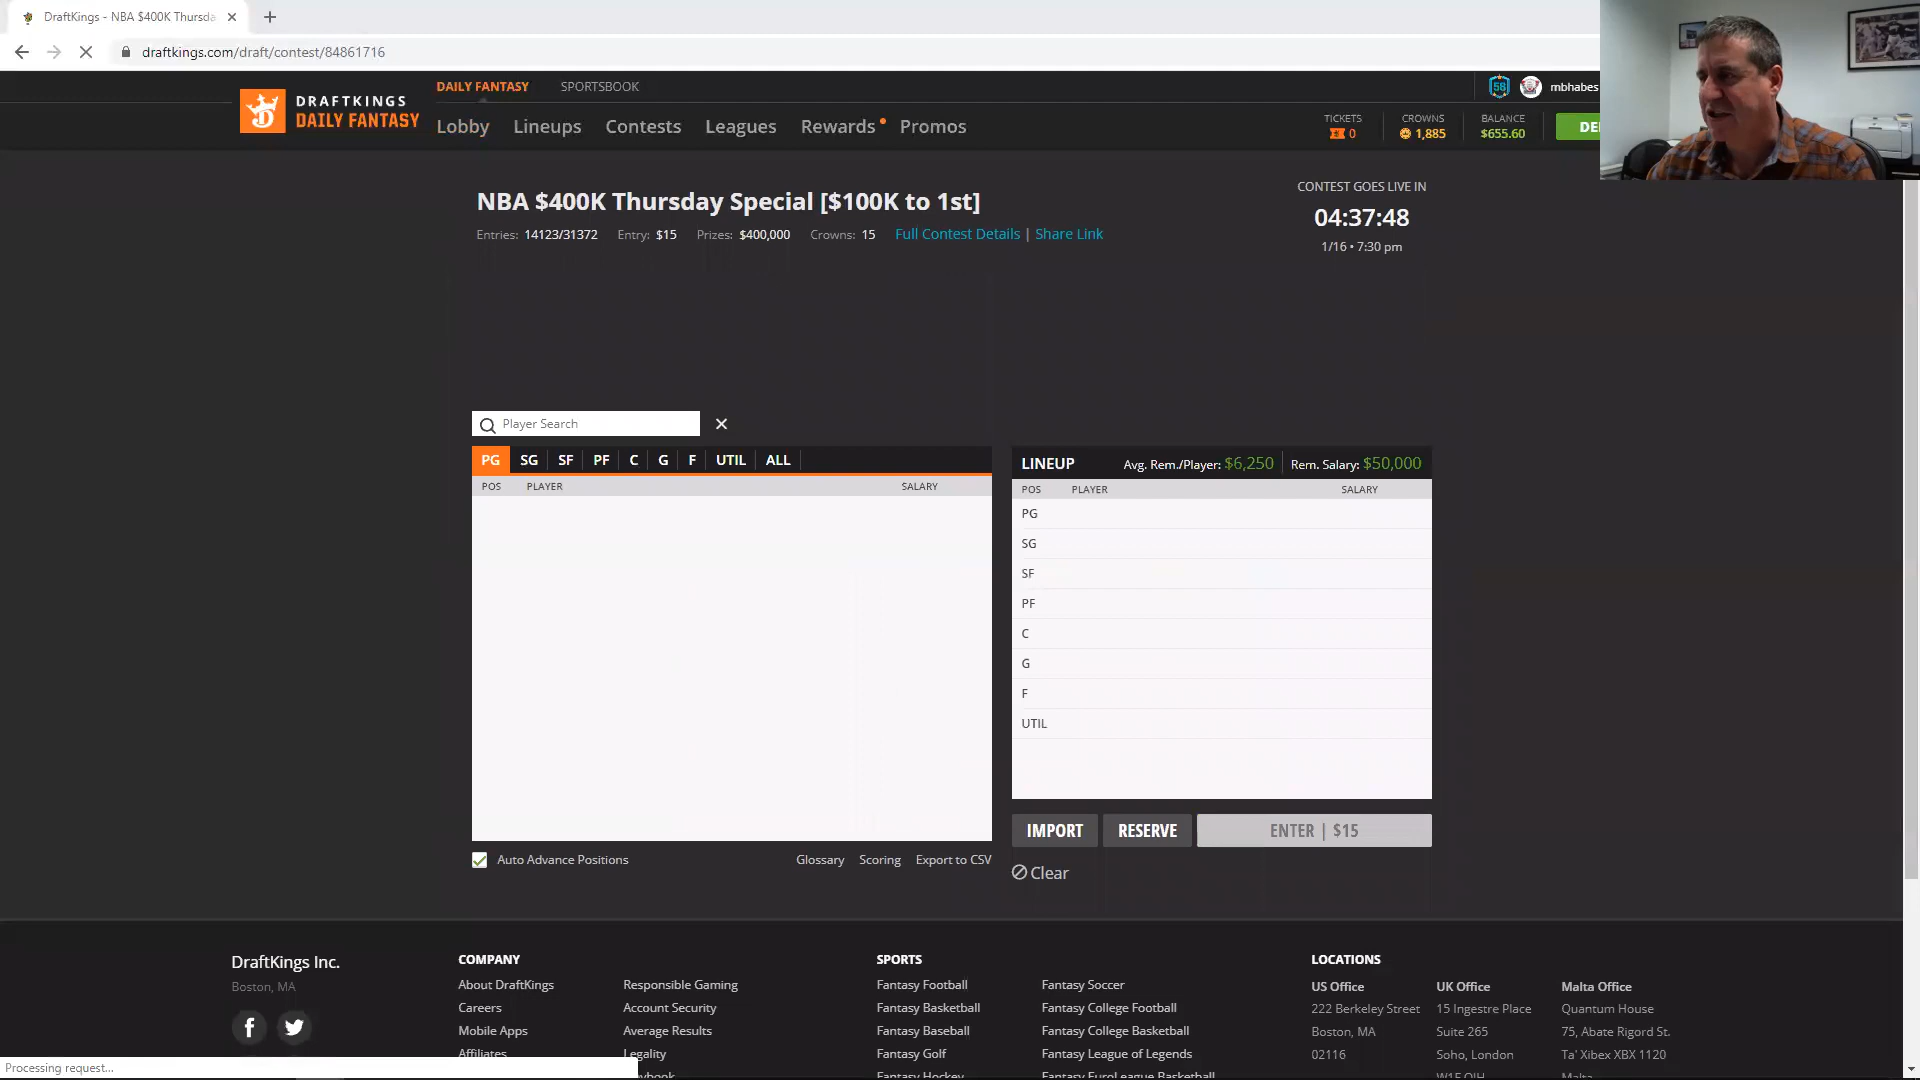 DraftKings - NBA $400K Thursda
draftkings.com/draft/contest/84861716
DAILY FANTASY
SPORTSBOOK
mbhabes
DRAFTKINGS
DAILY FANTASY
Lobby
Lineups
Contests
Leagues
Rewards
Promos
TICKETS
0
CROWNS
1,885
BALANCE
$655.60
NBA $400K Thursday Special [$100K to 1st]
Entries: 14123/31372
Entry: $15
Prizes: $400,000
Crowns: 15
Full Contest Details | Share Link
CONTEST GOES LIVE IN
04:37:48
1/16 • 7:30 pm
Player Search
PG SG SF PF C G F UTIL ALL
POS PLAYER SALARY
LINEUP Avg. Rem./Player: $6,250 Rem. Salary: $50,000
POS PLAYER SALARY
PG
SG
SF
PF
C
G
F
UTIL
IMPORT
RESERVE
ENTER | $15
Clear
Auto Advance Positions
Glossary Scoring Export to CSV
DraftKings Inc.
Boston, MA
COMPANY
About DraftKings
Careers
Mobile Apps
Affiliates
Responsible Gaming
Account Security
Average Results
Legality
SPORTS
Fantasy Football
Fantasy Basketball
Fantasy Baseball
Fantasy Golf
Fantasy Hockey
Fantasy Soccer
Fantasy College Football
Fantasy College Basketball
Fantasy League of Legends
Fantasy EuroLeague Basketball
LOCATIONS
US Office
222 Berkeley Street
Boston, MA
02116
UK Office
15 Ingestre Place
Suite 265
Soho, London
Malta Office
Quantum House
75, Abate Rigord St.
Ta' Xibex XBX 1120
Malta
Processing request...